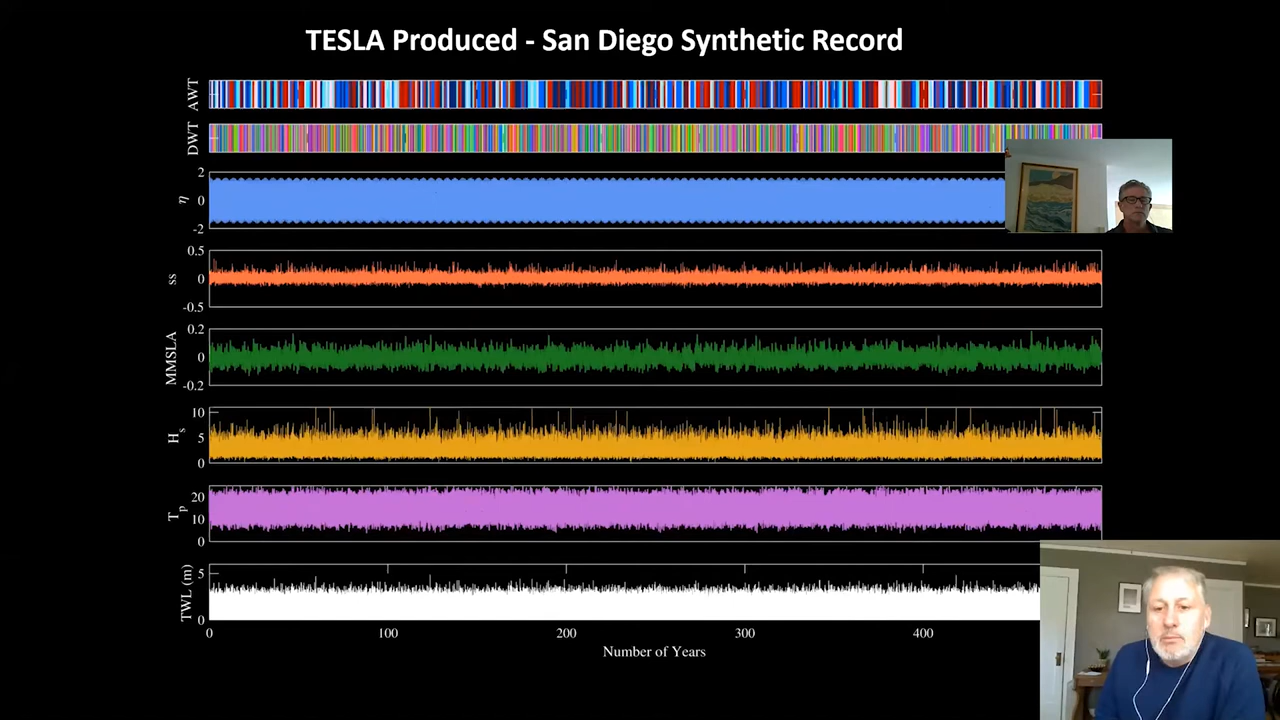 TESLA Produced - San Diego Synthetic Record
AWT
DWT
2
η 0
-2
0.5
ss 0
-0.5
0.2
MMSLA 0
-0.2
10
Hs 5
0
20
Tp 10
0
TWL (m) 5
0
0 100 200 300 400
Number of Years